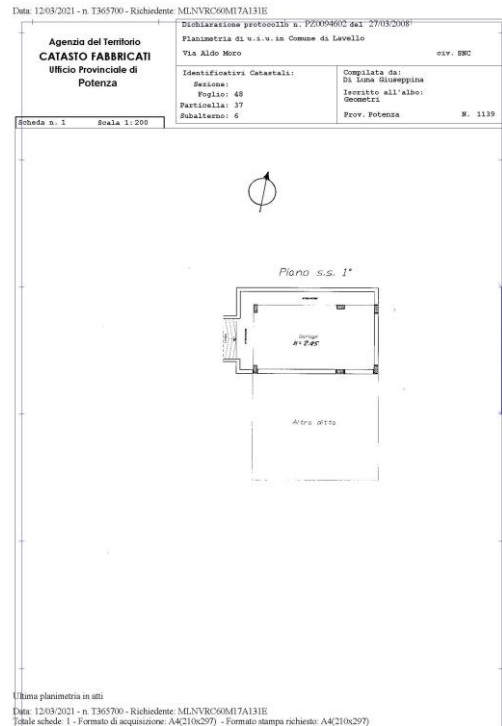 Data: 12/03/2021 - n. T365700 - Richiedente: MLNVRC60M17A131E
Agenzia del Territorio
CATASTO FABBRICATI
Ufficio Provinciale di
Potenza
Dichiarazione protocollo n. PZ0094602 del 27/03/2008
Planimetria di u.i.u. in Comune di Lavello
Via Aldo Moro civ. SNC
Identificativi Catastali:
Sezione:
Foglio: 48
Particella: 37
Subalterno: 6
Compilata da:
Di Luna Giuseppina
Iscritto all'albo:
Geometri
Prov. Potenza N. 1139
Scheda n. 1 Scala 1:200
Piano s.s. 1°
Garage
H= 2.45
Altra ditta
Ultima planimetria in atti
Data: 12/03/2021 - n. T365700 - Richiedente: MLNVRC60M17A131E
Totale schede: 1 - Formato di acquisizione: A4(210x297) - Formato stampa richiesto: A4(210x297)